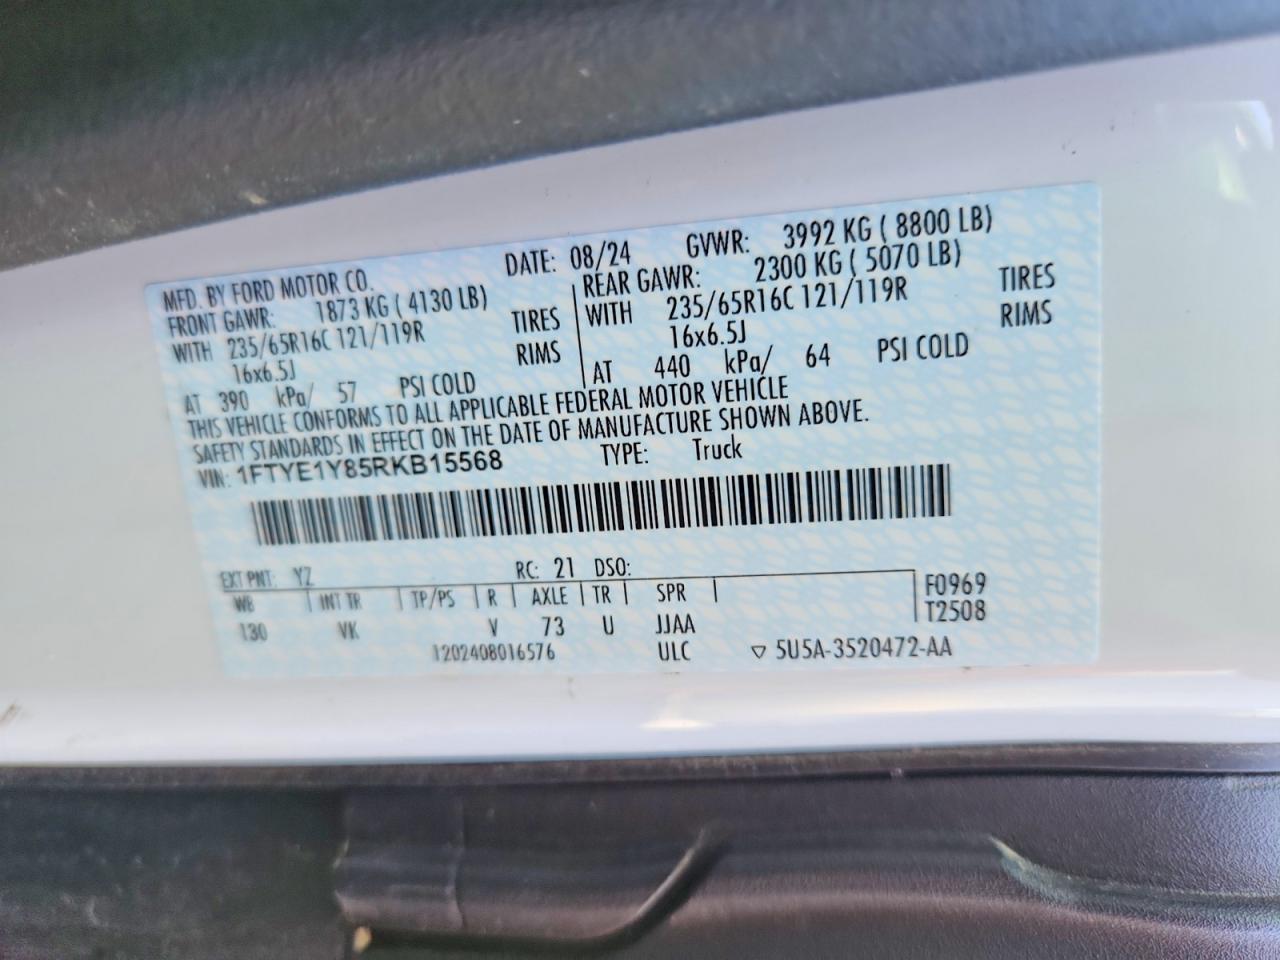 MFD. BY FORD MOTOR CO. DATE: 08/24 GVWR: 3992 KG ( 8800 LB)
FRONT GAWR: 1873 KG ( 4130 LB) REAR GAWR: 2300 KG ( 5070 LB)
WITH 235/65R16C 121/119R TIRES WITH 235/65R16C 121/119R TIRES
16x6.5J RIMS 16x6.5J RIMS
AT 390 kPa/ 57 PSI COLD AT 440 kPa/ 64 PSI COLD
THIS VEHICLE CONFORMS TO ALL APPLICABLE FEDERAL MOTOR VEHICLE
SAFETY STANDARDS IN EFFECT ON THE DATE OF MANUFACTURE SHOWN ABOVE.
VIN: 1FTYE1Y85RKB15568 TYPE: Truck
EXT PNT: YZ RC: 21 DSO:
WB INT TR TP/PS R AXLE TR SPR F0969
130 VK V 73 U JJAA T2508
1202408016576 ULC ▽ 5U5A-3520472-AA